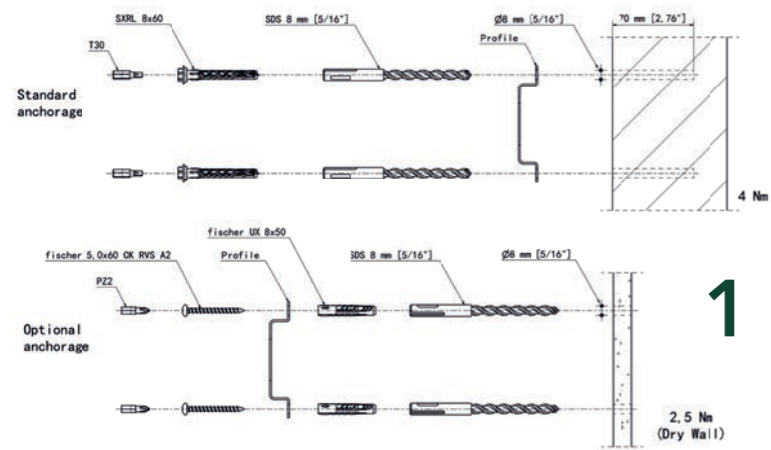 SXRL 8x60
SDS 8 mm [5/16"]
Ø8 mm [5/16"]
70 mm [2,76"]
T30
Profile
Standard
anchorage
4 Nm
fischer UX 8x50
fischer 5,0x60 CK RVS A2
Profile
SDS 8 mm [5/16"]
Ø8 mm [5/16"]
PZ2
1
Optional
anchorage
2,5 Nm
(Dry Wall)